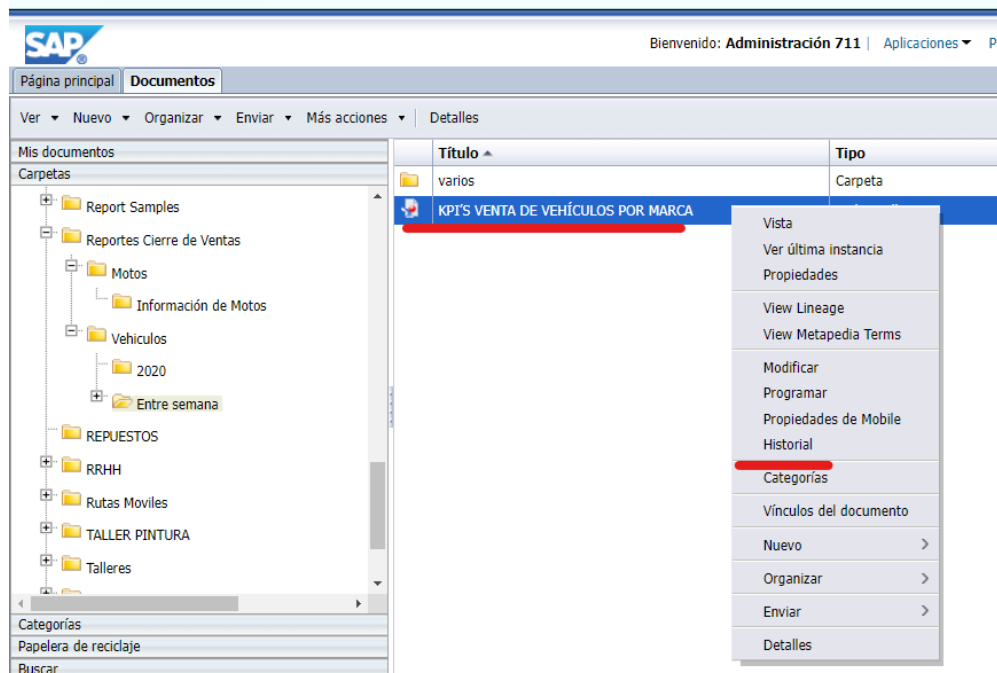 SAP
Bienvenido: Administración 711 | Aplicaciones P
Página principal Documentos
Ver Nuevo Organizar Enviar Más acciones Detalles
Mis documentos
Carpetas
Report Samples
Reportes Cierre de Ventas
Motos
Información de Motos
Vehiculos
2020
Entre semana
REPUESTOS
RRHH
Rutas Moviles
TALLER PINTURA
Talleres
Categorías
Papelera de reciclaje
Buscar
Título Tipo
varios Carpeta
KPI'S VENTA DE VEHÍCULOS POR MARCA
Vista
Ver última instancia
Propiedades
View Lineage
View Metapedia Terms
Modificar
Programar
Propiedades de Mobile
Historial
Categorías
Vínculos del documento
Nuevo
Organizar
Enviar
Detalles